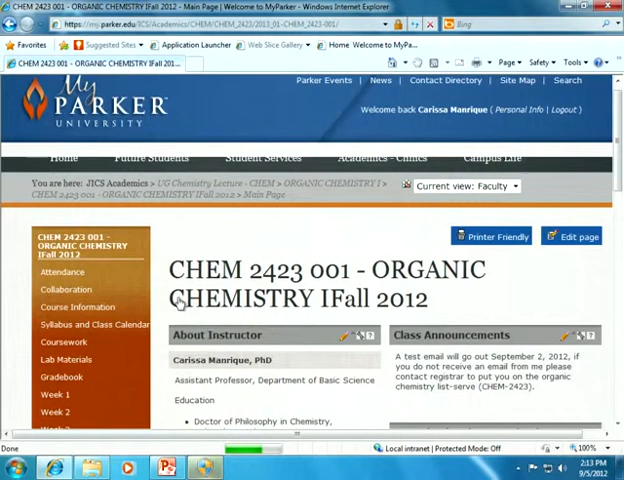 CHEM 2423 001 - ORGANIC CHEMISTRY IFall 2012 - Main Page | Welcome to MyParker - Windows Internet Explorer
https://my.parker.edu/ICS/Academics/CHEM/CHEM_2423/2013_01-CHEM_2423-001/
Bing
Favorites
Suggested Sites
Application Launcher
Web Slice Gallery
Home Welcome to MyPa...
CHEM 2423 001 - ORGANIC CHEMISTRY IFall 201...
Page
Safety
Tools
Parker Events | News | Contact Directory | Site Map | Search
My
PARKER
UNIVERSITY
Welcome back Carissa Manrique ( Personal Info | Logout )
Home
Future Students
Student Services
Academics - Clinics
Campus Life
You are here: JICS Academics > UG Chemistry Lecture - CHEM > ORGANIC CHEMISTRY I >
CHEM 2423 001 - ORGANIC CHEMISTRY IFall 2012 > Main Page
Current view: Faculty
CHEM 2423 001 -
ORGANIC CHEMISTRY
IFall 2012
Attendance
Collaboration
Course Information
Syllabus and Class Calendar
Coursework
Lab Materials
Gradebook
Week 1
Week 2
Printer Friendly
Edit page
CHEM 2423 001 - ORGANIC
CHEMISTRY IFall 2012
About Instructor
Carissa Manrique, PhD
Assistant Professor, Department of Basic Science
Education
• Doctor of Philosophy in Chemistry,
Class Announcements
A test email will go out September 2, 2012, if
you do not receive an email from me please
contact registrar to put you on the organic
chemistry list-serve (CHEM-2423).
Done
Local intranet | Protected Mode: Off
100%
2:13 PM
9/5/2012